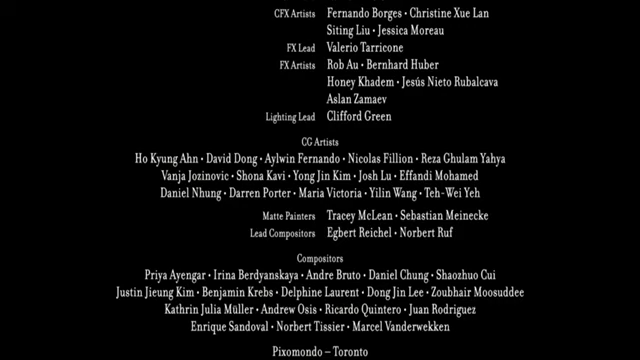 CFX Artists Fernando Borges • Christine Xue Lan
Siting Liu • Jessica Moreau
FX Lead Valerio Tarricone
FX Artists Rob Au • Bernhard Huber
Honey Khadem • Jesús Nieto Rubalcava
Aslan Zamaev
Lighting Lead Clifford Green
CG Artists
Ho Kyung Ahn • David Dong • Aylwin Fernando • Nicolas Fillion • Reza Ghulam Yahya
Vanja Jozinovic • Shona Kavi • Yong Jin Kim • Josh Lu • Effandi Mohamed
Daniel Nhung • Darren Porter • Maria Victoria • Yilin Wang • Teh-Wei Yeh
Matte Painters Tracey McLean • Sebastian Meinecke
Lead Compositors Egbert Reichel • Norbert Ruf
Compositors
Priya Ayengar • Irina Berdyanskaya • Andre Bruto • Daniel Chung • Shaozhuo Cui
Justin Jieung Kim • Benjamin Krebs • Delphine Laurent • Dong Jin Lee • Zoubhair Moosuddee
Kathrin Julia Müller • Andrew Osis • Ricardo Quintero • Juan Rodriguez
Enrique Sandoval • Norbert Tissier • Marcel Vanderwekken
Pixomondo – Toronto